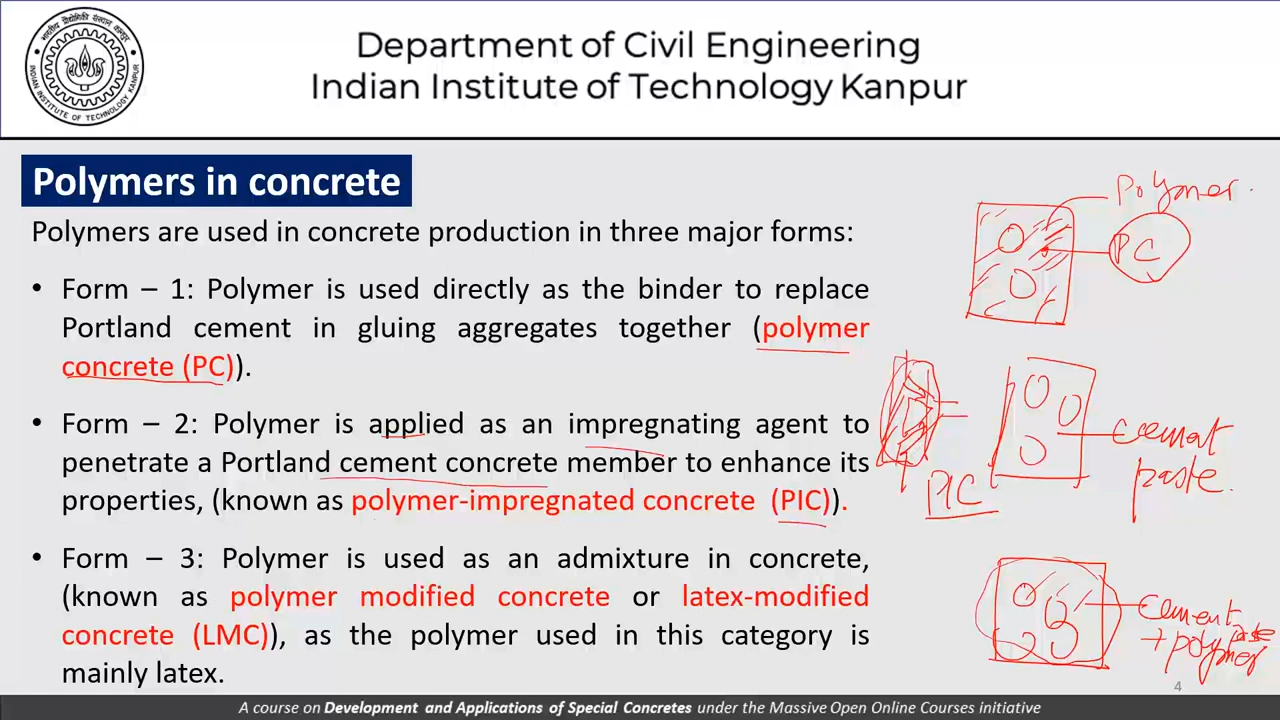 Department of Civil Engineering
Indian Institute of Technology Kanpur
INDIAN INSTITUTE OF TECHNOLOGY KANPUR
Polymers in concrete
Polymers are used in concrete production in three major forms:
• Form – 1: Polymer is used directly as the binder to replace
Portland cement in gluing aggregates together (polymer
concrete (PC)).
• Form – 2: Polymer is applied as an impregnating agent to
penetrate a Portland cement concrete member to enhance its
properties, (known as polymer-impregnated concrete (PIC)).
• Form – 3: Polymer is used as an admixture in concrete,
(known as polymer modified concrete or latex-modified
concrete (LMC)), as the polymer used in this category is
mainly latex.
Polymer
PC
cement
paste.
PIC
cement
paste
+ polymer
4
A course on Development and Applications of Special Concretes under the Massive Open Online Courses initiative